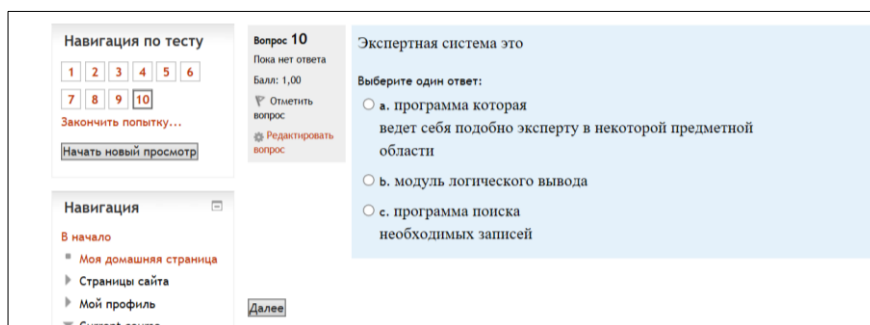 Навигация по тесту
1 2 3 4 5 6
7 8 9 10
Закончить попытку...
Начать новый просмотр
Навигация
В начало
Моя домашняя страница
Страницы сайта
Мой профиль
Current course
Вопрос 10
Пока нет ответа
Балл: 1,00
Отметить
вопрос
Редактировать
вопрос
Экспертная система это
Выберите один ответ:
a. программа которая
ведет себя подобно эксперту в некоторой предметной
области
b. модуль логического вывода
c. программа поиска
необходимых записей
Далее